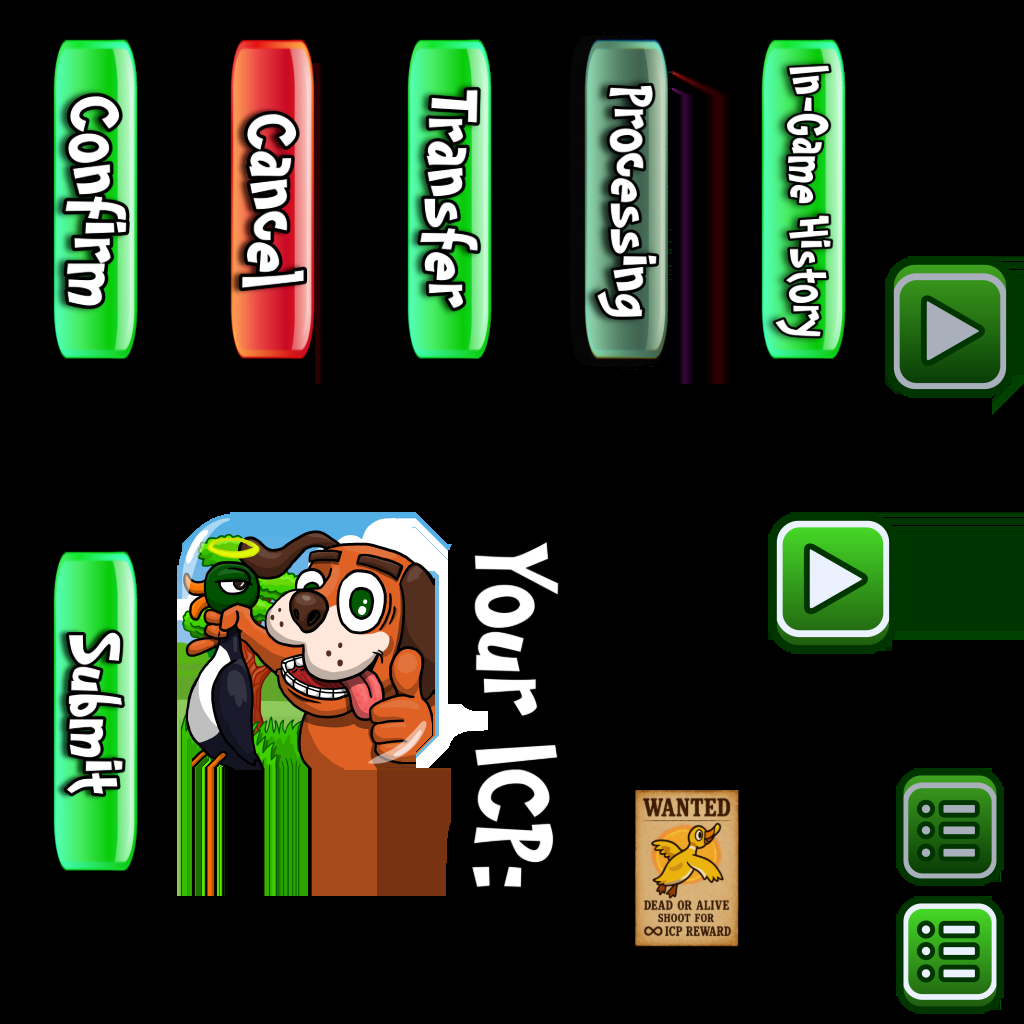 Confirm
Cancel
Transfer
Processing
In-Game History
Submit
Your ICP:
WANTED
DEAD OR ALIVE
SHOOT FOR
∞ ICP REWARD